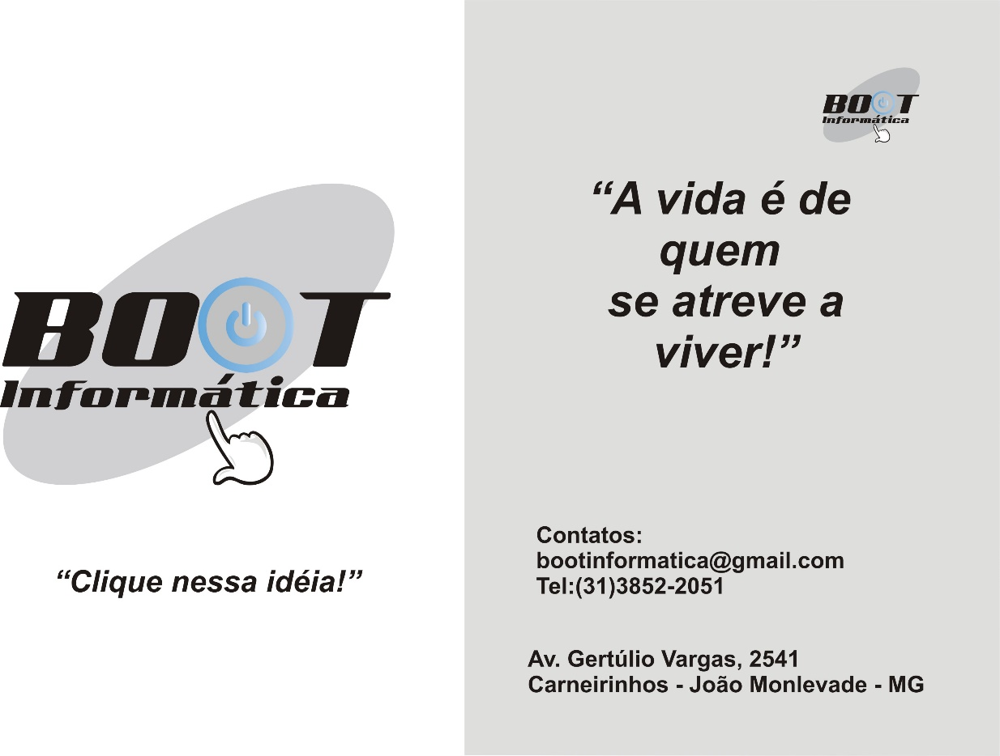 BOOT
Informática
“Clique nessa idéia!”
BOOT
Informática
“A vida é de
quem
se atreve a
viver!”
Contatos:
bootinformatica@gmail.com
Tel:(31)3852-2051
Av. Gertúlio Vargas, 2541
Carneirinhos - João Monlevade - MG